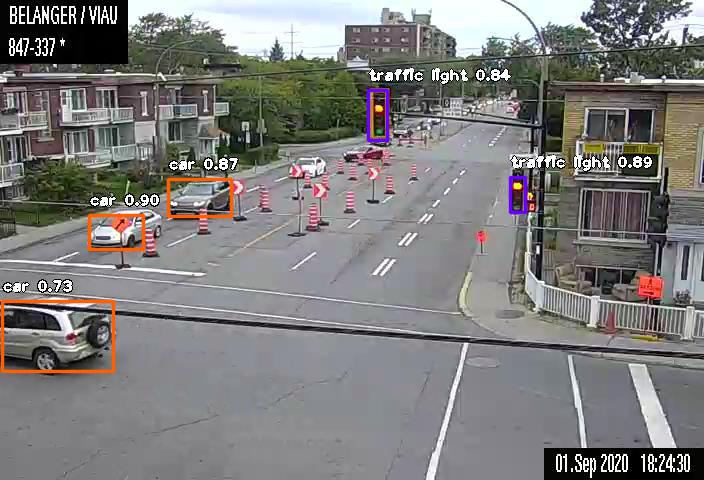 BELANGER / VIAU
847-337 *
traffic light 0.84
car 0.87
traffic light 0.89
car 0.90
car 0.73
01.Sep 2020 18:24:30